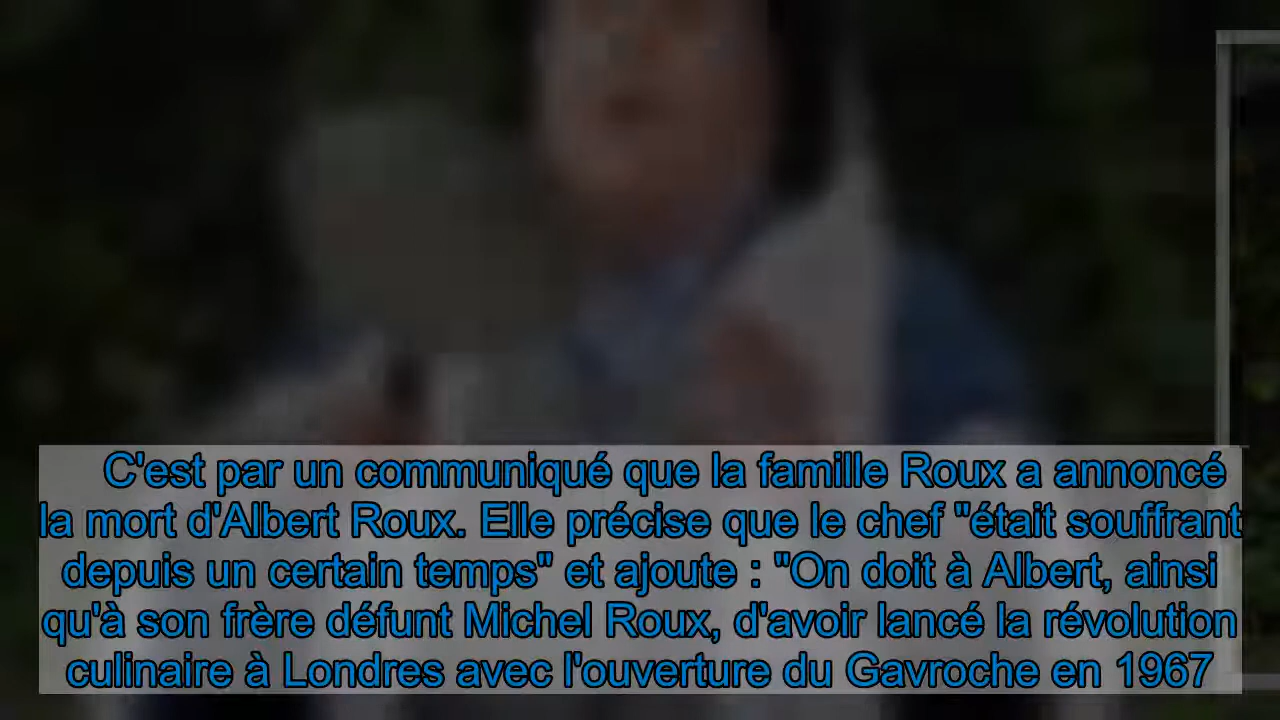 C'est par un communiqué que la famille Roux a annoncé
la mort d'Albert Roux. Elle précise que le chef "était souffrant
depuis un certain temps" et ajoute : "On doit à Albert, ainsi
qu'à son frère défunt Michel Roux, d'avoir lancé la révolution
culinaire à Londres avec l'ouverture du Gavroche en 1967